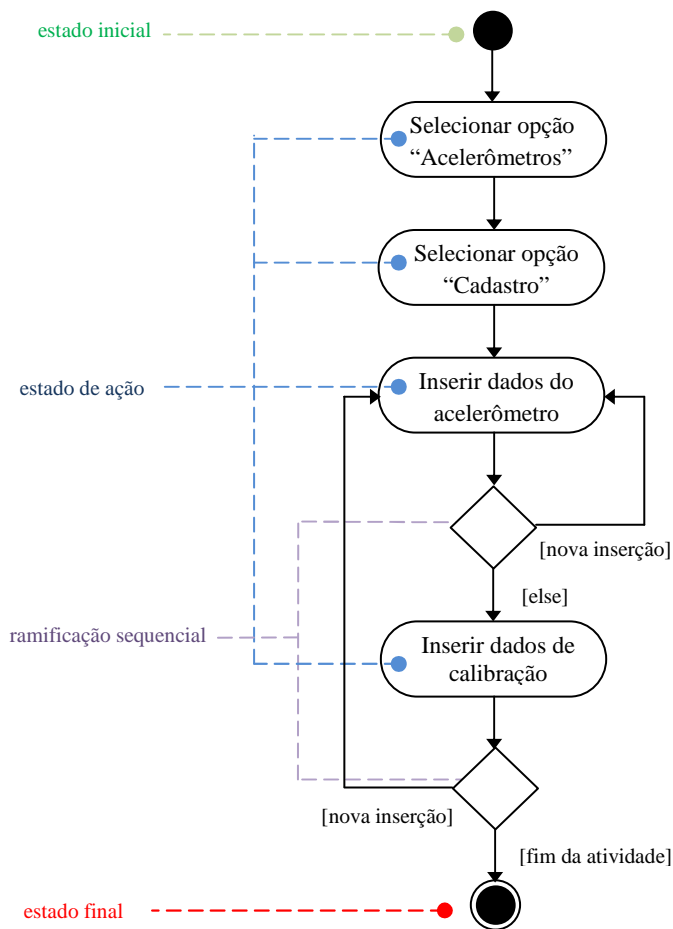 estado inicial
Selecionar opção
“Acelerômetros”
Selecionar opção
“Cadastro”
estado de ação
Inserir dados do
acelerômetro
[nova inserção]
[else]
ramificação sequencial
Inserir dados de
calibração
[nova inserção]
[fim da atividade]
estado final